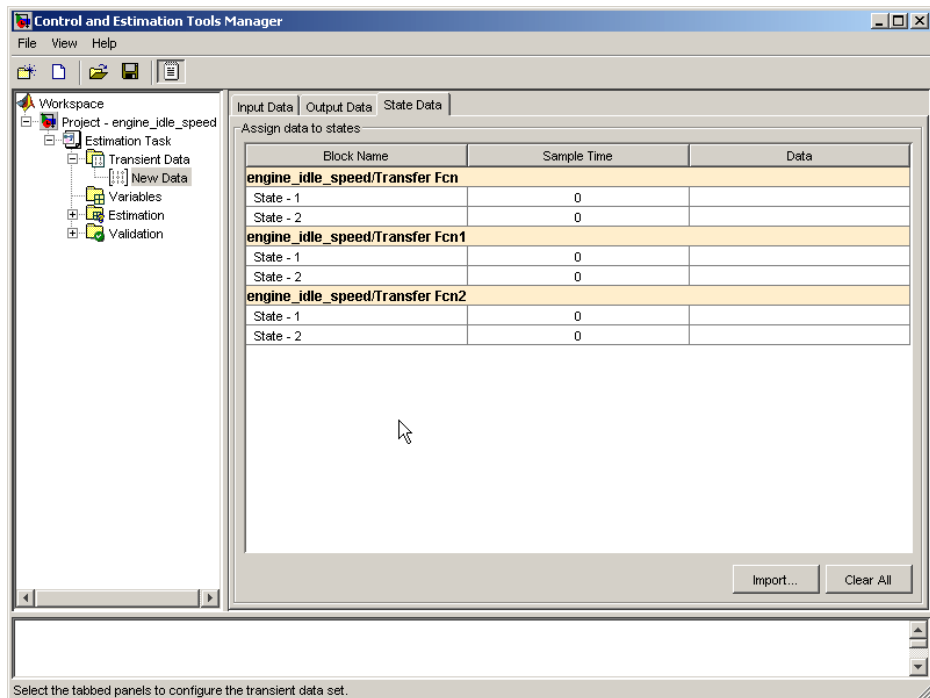 Control and Estimation Tools Manager
File View Help
Workspace
Project - engine_idle_speed
Estimation Task
Transient Data
New Data
Variables
Estimation
Validation
Input Data Output Data State Data
Assign data to states
Block Name Sample Time Data
engine_idle_speed/Transfer Fcn
State - 1 0
State - 2 0
engine_idle_speed/Transfer Fcn1
State - 1 0
State - 2 0
engine_idle_speed/Transfer Fcn2
State - 1 0
State - 2 0
Import... Clear All
Select the tabbed panels to configure the transient data set.